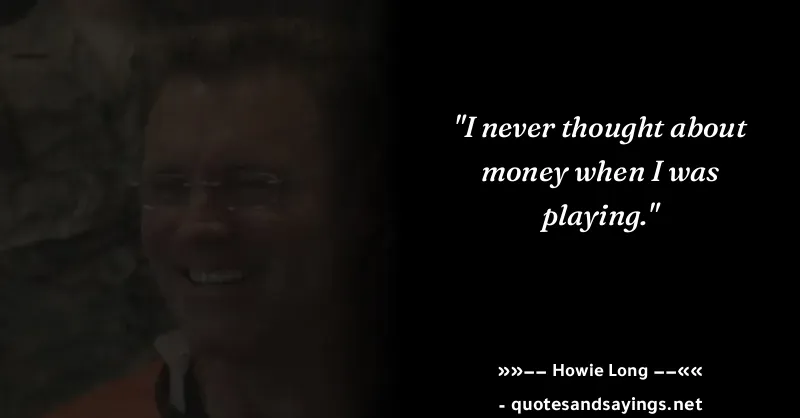 "I never thought about
money when I was
playing."
»»−− Howie Long −−««
- quotesandsayings.net